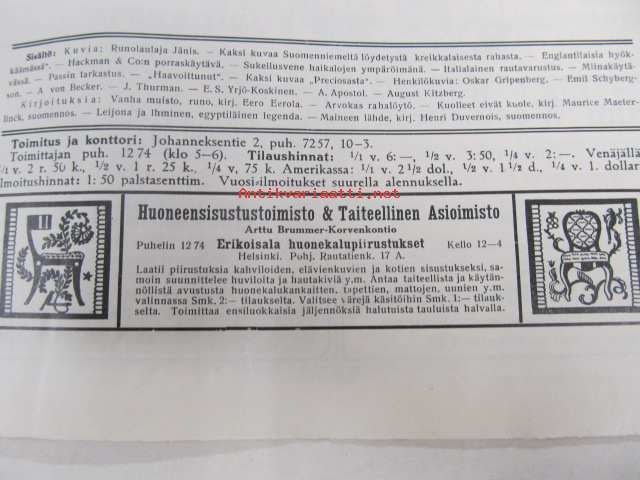 Sisältö: Kuvia: Runolaulaja Jänis. — Kaksi kuvaa Suomenniemeltä löydetystä kreikkalaisesta rahasta. — Englantilaisia hyök-
käämässä". — Hackman & Co:n porraskäytävä. — Sukellusvene haikalojen ympäröimänä. — Italialainen rautavarustus. — Miinakäytä-
vässä. — Passin tarkastus. — „Haavoittunut". — Kaksi kuvaa „Preciosasta". — Henkilökuvia: Oskar Gripenberg. — Emil Schyberg-
son. — A von Becker. — J. Thurman. — E. S. Yrjö-Koskinen. — A. Apostol. — August Kitzberg.
Kirjoituksia: Vanha muisto, runo, kirj. Eero Eerola. — Arvokas rahalöytö. — Kuolleet eivät kuole, kirj. Maurice Maeter-
linck, suomennos. — Leijona ja Ihminen, egyptiläinen legenda. — Maineen lähde, kirj. Henri Duvernois, suomennos.
Toimitus ja konttori: Johanneksentie 2, puh. 7257, 10—3.
Toimittajan puh. 1274 (klo 5—6). Tilaushinnat: 1/1 v. 6: —, 1/2 v. 3: 50, 1/4 v. 2: —. Venäjällä
1/1 v. 2 r. 50 k., 1/2 v. 1 r. 25 k., 1/4 v, 75 k. Amerikassa: 1/1 v. 2 1/2 dol., 1/2 v. 1 1/2 d., 1/4 v. 1. dollar
Ilmoitushinnat: 1: 50 palstasenttim. Vuosi-ilmoitukset suurella alennuksella.
Antikvariaatti.net
Huoneensisustustoimisto & Taiteellinen Asioimisto
Arttu Brummer-Korvenkontio
Puhelin 12 74 Erikoisala huonekalupiirustukset Kello 12—4
Helsinki. Pohj. Rautatienk. 17 A.
Laatii piirustuksia kahviloiden, elävienkuvien ja kotien sisustukseksi, sa-
moin suunnittelee huviloita ja hautakiviä y.m. Antaa taiteellista ja käytän-
nöllistä avustusta huonekalukankaitten, tapettien, mattojen, uunien y.m.
valinnassa Smk. 2: — tilaukselta. Valitsee värejä käsitöihin Smk. 1: — tilauk-
selta. Toimittaa ensiluokkaisia jäljennöksiä halutuista tauluista halvalla.